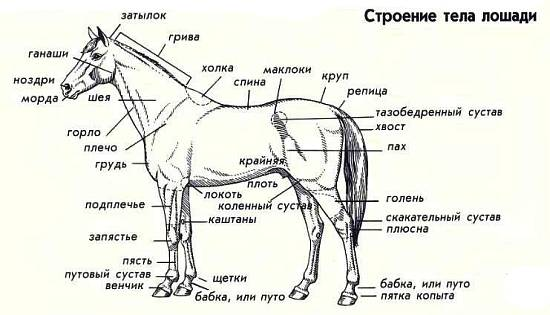 Строение тела лошади
затылок
грива
ганаши
холка
маклоки
спина
круп
репица
ноздри
морда
шея
тазобедренный сустав
хвост
горло
плечо
пах
грудь
крайняя
плоть
локоть
коленный сустав
голень
подплечье
каштаны
скакательный сустав
плюсна
запястье
пясть
путовый сустав
щетки
венчик
бабка, или путо
бабка, или путо
пятка копыта